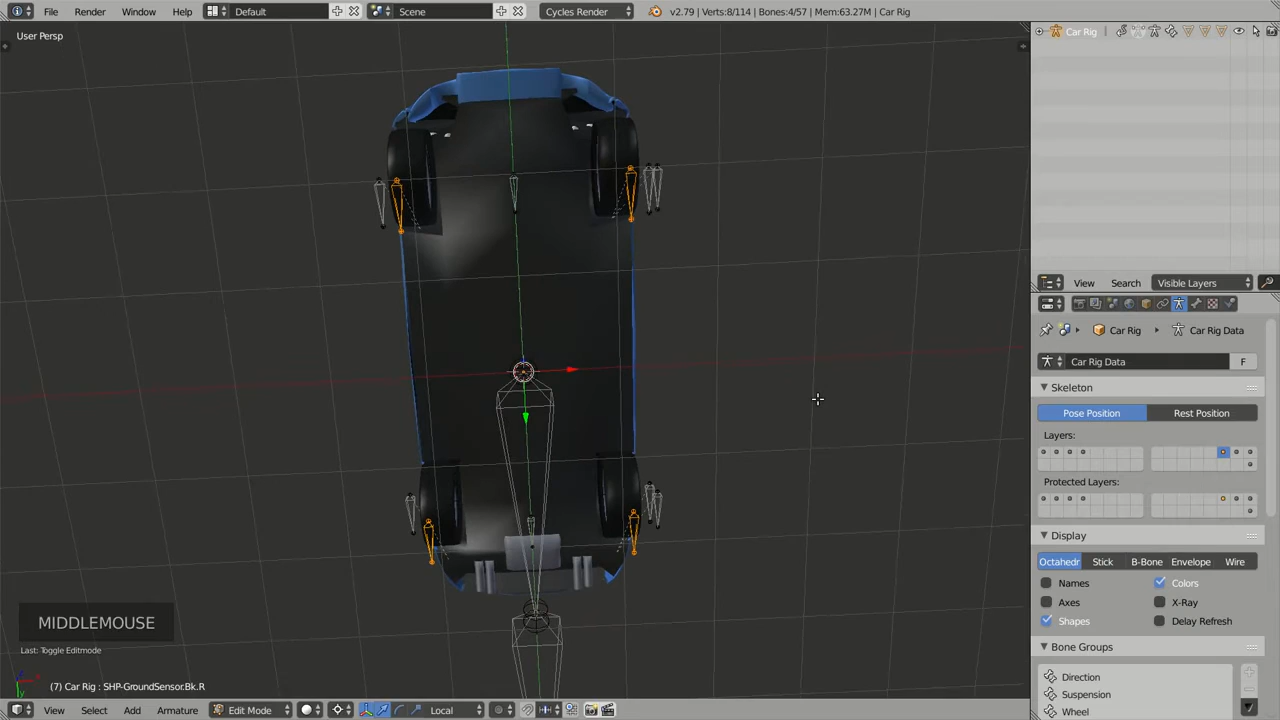 File Render Window Help Default Scene Cycles Render v2.79 | Verts:8/114 | Bones:4/57 | Mem:63.27M | Car Rig
User Persp
Car Rig
View Search Visible Layers
Car Rig Car Rig Data
Car Rig Data F
Skeleton
Pose Position Rest Position
Layers:
Protected Layers:
Display
Octahedr Stick B-Bone Envelope Wire
Names Colors
Axes X-Ray
Shapes Delay Refresh
Bone Groups
Direction
Suspension
Wheel
MIDDLEMOUSE
Last: Toggle Editmode
(7) Car Rig : SHP-GroundSensor.Bk.R
View Select Add Armature Edit Mode Local